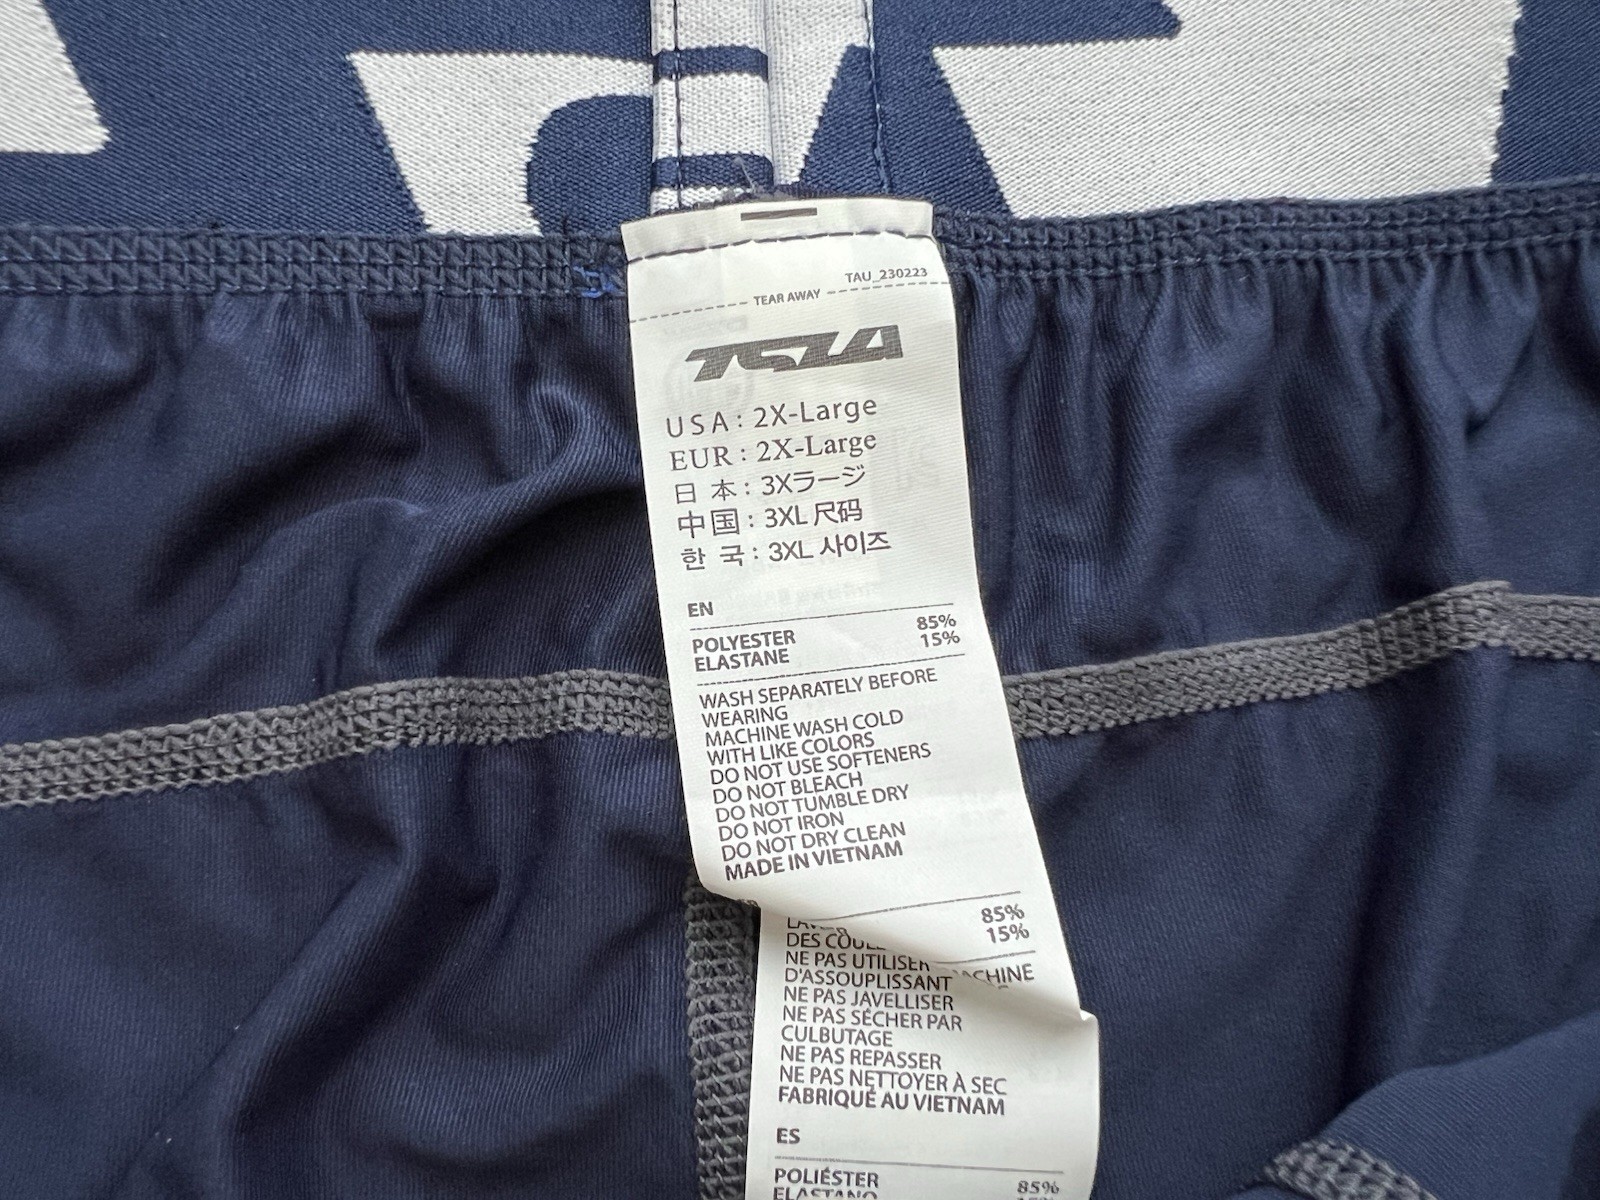 TAU_230223
TEAR AWAY
TSLA
USA : 2X-Large
EUR : 2X-Large
日 本 : 3Xラージ
中国 : 3XL 尺码
한 국 : 3XL 사이즈
EN
POLYESTER 85%
ELASTANE 15%
WASH SEPARATELY BEFORE
WEARING
MACHINE WASH COLD
WITH LIKE COLORS
DO NOT USE SOFTENERS
DO NOT BLEACH
DO NOT TUMBLE DRY
DO NOT IRON
DO NOT DRY CLEAN
MADE IN VIETNAM
85%
15%
DES
NE PAS UTILISER
D'ASSOUPLISSANT
NE PAS JAVELLISER
NE PAS SÉCHER PAR
CULBUTAGE
NE PAS REPASSER
NE PAS NETTOYER À SEC
FABRIQUÉ AU VIETNAM
ES
POLIÉSTER 85%